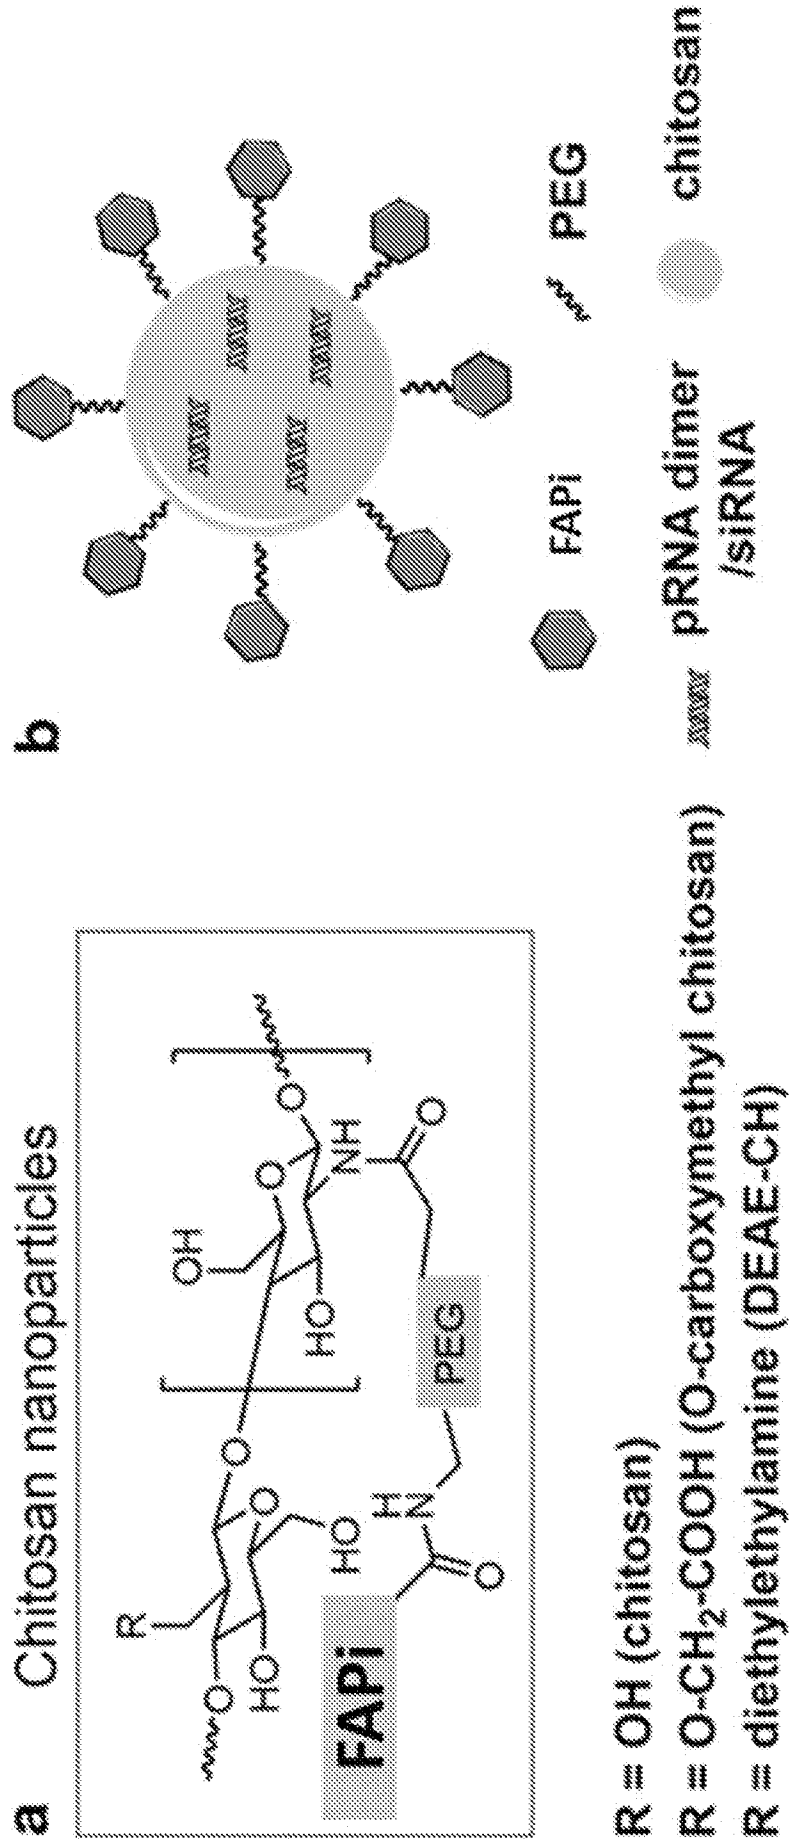 a
Chitosan nanoparticles
R
O
O
HO
O
HO
OH
O
O
HO
NH
O
PEG
H
N
O
FAPi
R = OH (chitosan)
R = O-CH₂-COOH (O-carboxymethyl chitosan)
R = diethylethylamine (DEAE-CH)
b
FAPi
PEG
pRNA dimer
/siRNA
chitosan